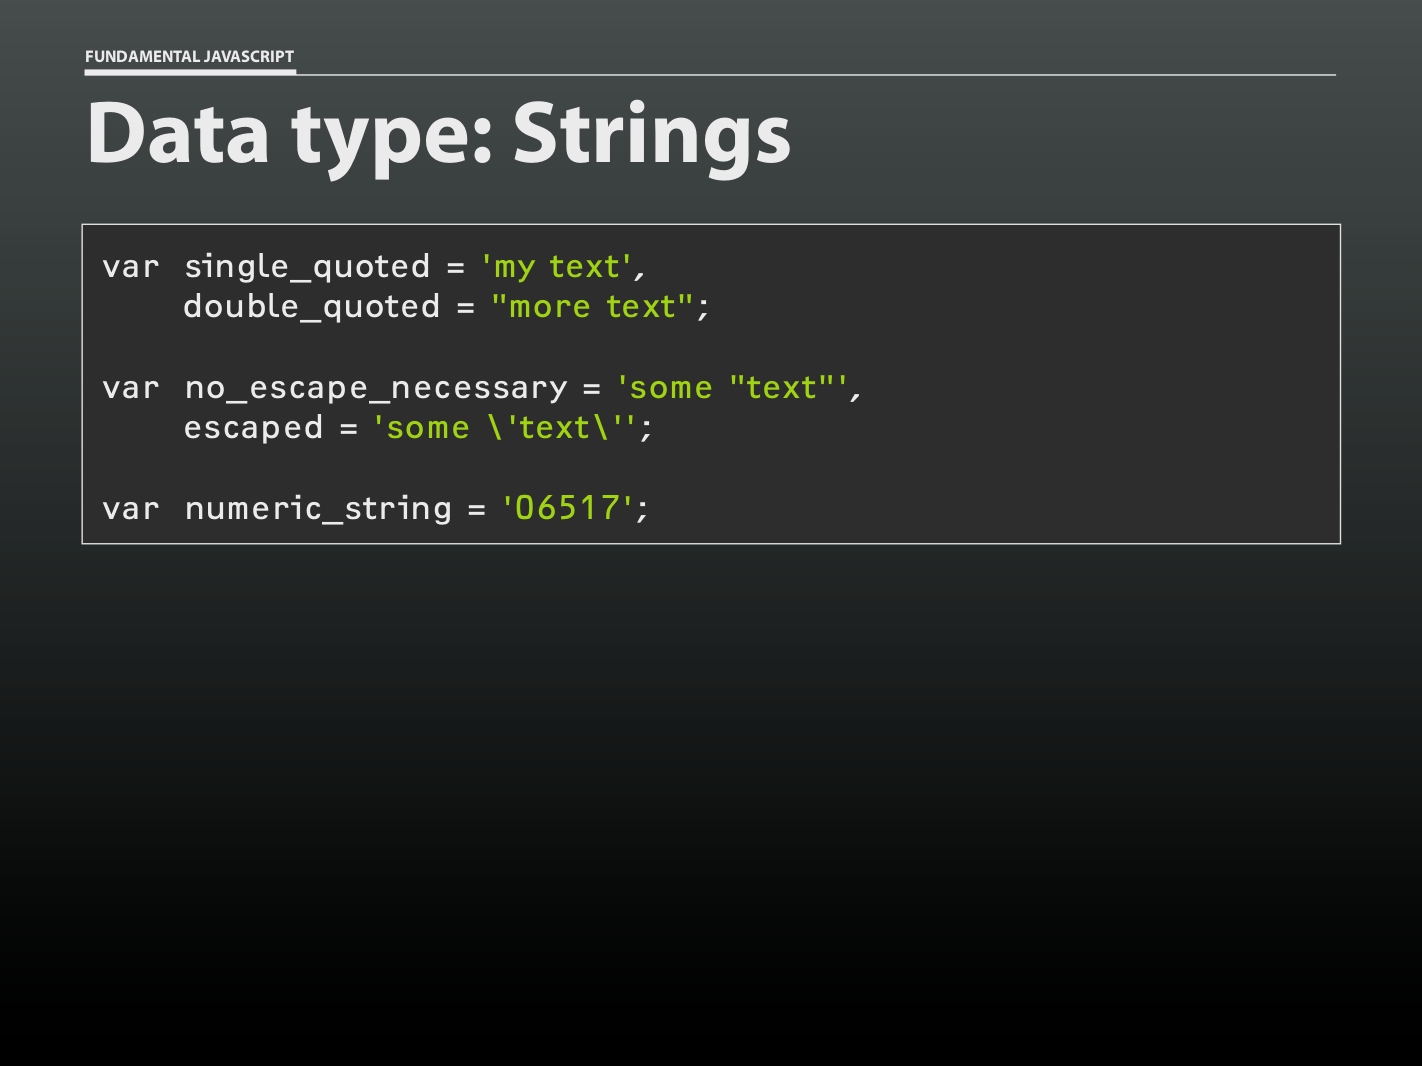 FUNDAMENTAL JAVASCRIPT
Data type: Strings
var single_quoted = 'my text',
double_quoted = "more text";
var no_escape_necessary = 'some "text"',
escaped = 'some \'text\'';
var numeric_string = '06517';